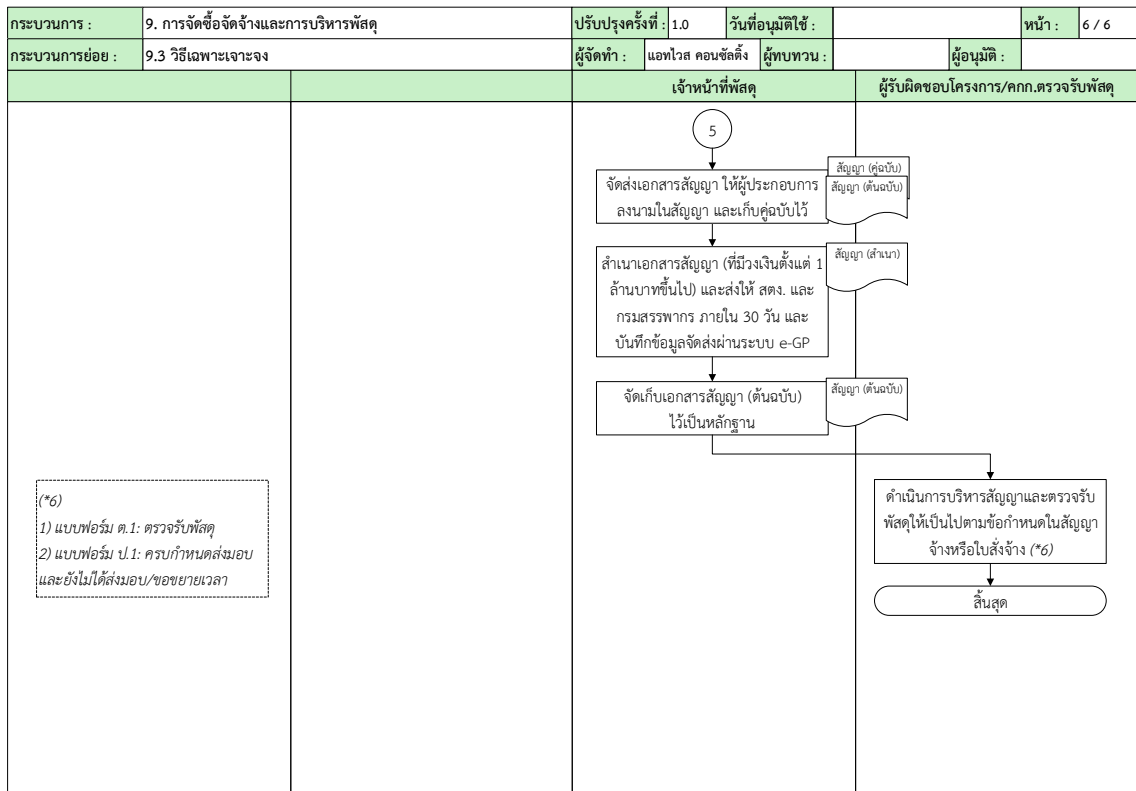 กระบวนการ : 9. การจัดซื้อจัดจ้างและการบริหารพัสดุ ปรับปรุงครั้งที่ : 1.0 วันที่อนุมัติใช้ : หน้า : 6 / 6
กระบวนการย่อย : 9.3 วิธีเฉพาะเจาะจง ผู้จัดทำ : แอทไวส คอนซัลติ้ง ผู้ทบทวน : ผู้อนุมัติ :
เจ้าหน้าที่พัสดุ ผู้รับผิดชอบโครงการ/คกก.ตรวจรับพัสดุ
5
จัดส่งเอกสารสัญญา ให้ผู้ประกอบการ
ลงนามในสัญญา และเก็บคู่ฉบับไว้
สัญญา (คู่ฉบับ)
สัญญา (ต้นฉบับ)
สำเนาเอกสารสัญญา (ที่มีวงเงินตั้งแต่ 1
ล้านบาทขึ้นไป) และส่งให้ สตง. และ
กรมสรรพากร ภายใน 30 วัน และ
บันทึกข้อมูลจัดส่งผ่านระบบ e-GP
สัญญา (สำเนา)
จัดเก็บเอกสารสัญญา (ต้นฉบับ)
ไว้เป็นหลักฐาน
สัญญา (ต้นฉบับ)
(*6)
1) แบบฟอร์ม ต.1: ตรวจรับพัสดุ
2) แบบฟอร์ม ป.1: ครบกำหนดส่งมอบ
และยังไม่ได้ส่งมอบ/ขอขยายเวลา
ดำเนินการบริหารสัญญาและตรวจรับ
พัสดุให้เป็นไปตามข้อกำหนดในสัญญา
จ้างหรือใบสั่งจ้าง (*6)
สิ้นสุด